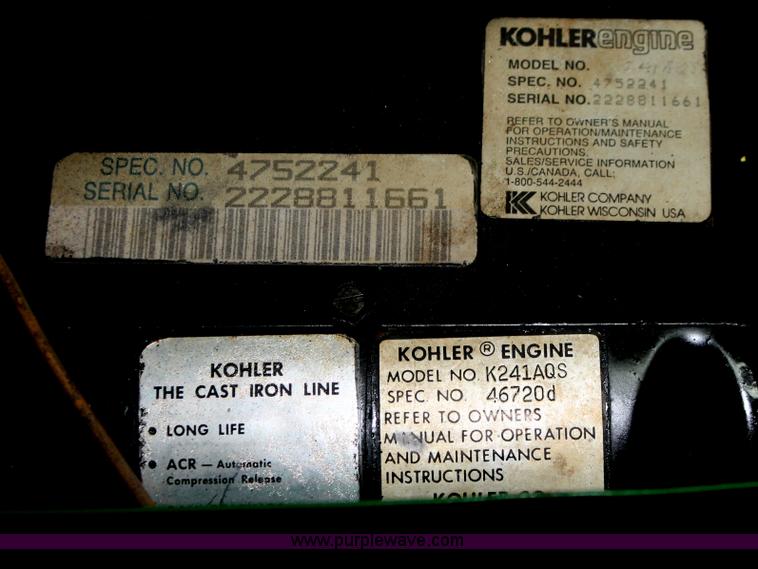 KOHLERengine
MODEL NO.
SPEC. NO. 4752241
SERIAL NO. 2228811661
REFER TO OWNER'S MANUAL
FOR OPERATION/MAINTENANCE
INSTRUCTIONS AND SAFETY
PRECAUTIONS.
SALES/SERVICE INFORMATION
U.S./CANADA, CALL:
1-800-544-2444
KOHLER COMPANY
KOHLER WISCONSIN USA
SPEC. NO. 4752241
SERIAL NO. 2228811661
KOHLER
THE CAST IRON LINE
• LONG LIFE
• ACR — Automatic
Compression Release
KOHLER ® ENGINE
MODEL NO. K241AQS
SPEC. NO. 46720d
REFER TO OWNERS
MANUAL FOR OPERATION
AND MAINTENANCE
INSTRUCTIONS
KOHLER CO
www.purplewave.com